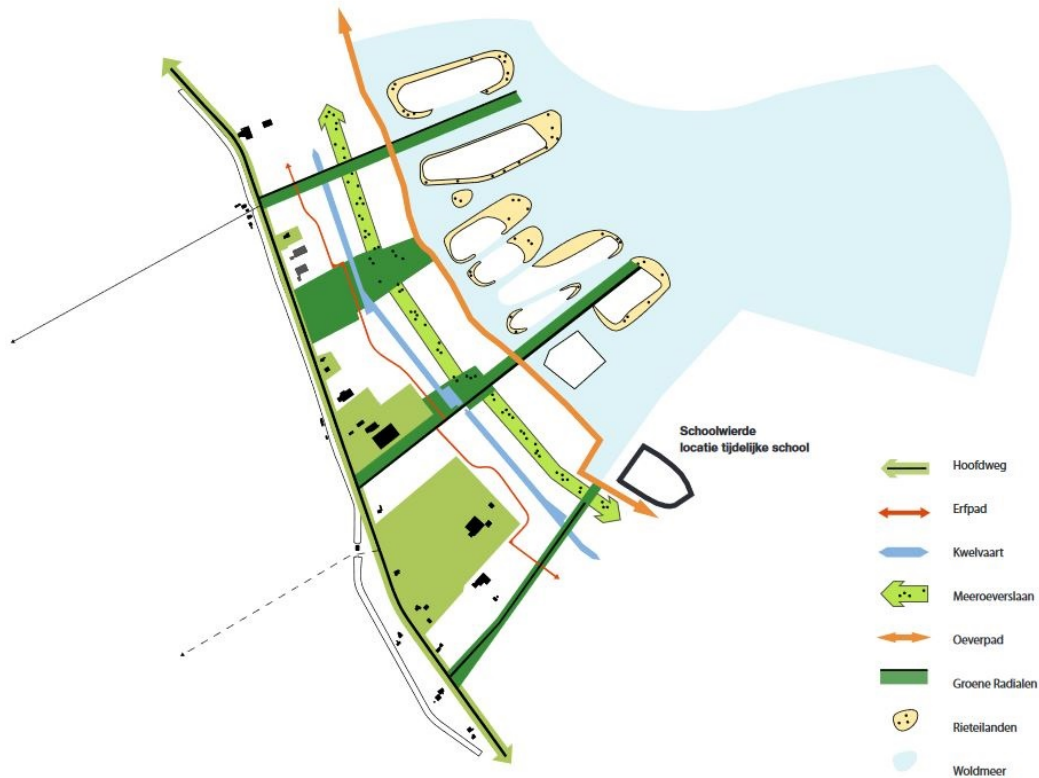 Schoolwierde
locatie tijdelijke school
Hoofdweg
Erfpad
Kwelvaart
Meeroeverslaan
Oeverpad
Groene Radialen
Rieteilanden
Woldmeer